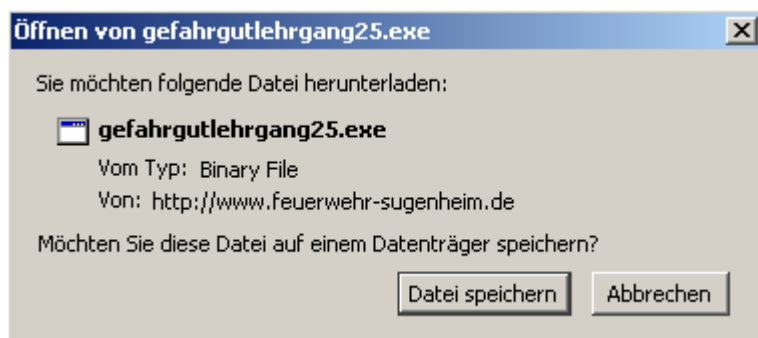 Öffnen von gefahrgutlehrgang25.exe
Sie möchten folgende Datei herunterladen:
gefahrgutlehrgang25.exe
Vom Typ: Binary File
Von: http://www.feuerwehr-sugenheim.de
Möchten Sie diese Datei auf einem Datenträger speichern?
Datei speichern Abbrechen